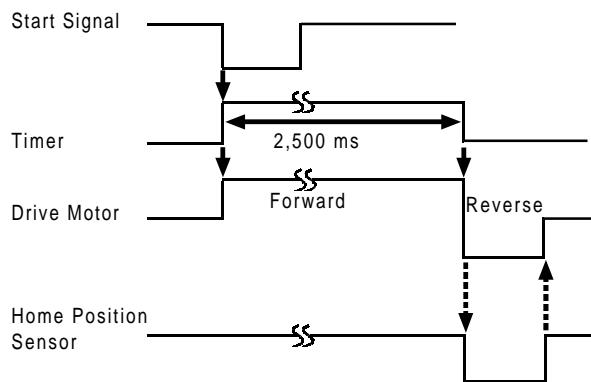 Start Signal
Timer
2,500 ms
Drive Motor
Forward
Reverse
Home Position
Sensor